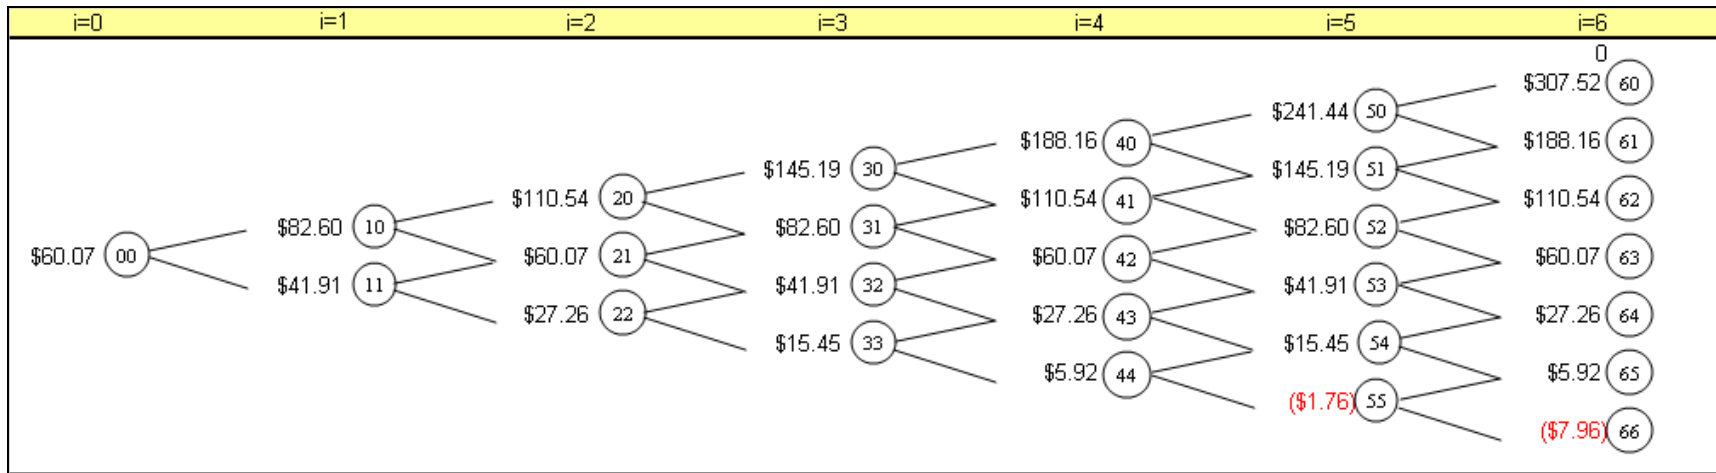 i=0 i=1 i=2 i=3 i=4 i=5 i=6
0
$307.52 60
$241.44 50
$188.16 40 $188.16 61
$145.19 30 $145.19 51
$110.54 20 $110.54 41 $110.54 62
$82.60 10 $82.60 31 $82.60 52
$60.07 00 $60.07 21 $60.07 42 $60.07 63
$41.91 11 $41.91 32 $41.91 53
$27.26 22 $27.26 43 $27.26 64
$15.45 33 $15.45 54
$5.92 44 $5.92 65
($1.76) 55
($7.96) 66